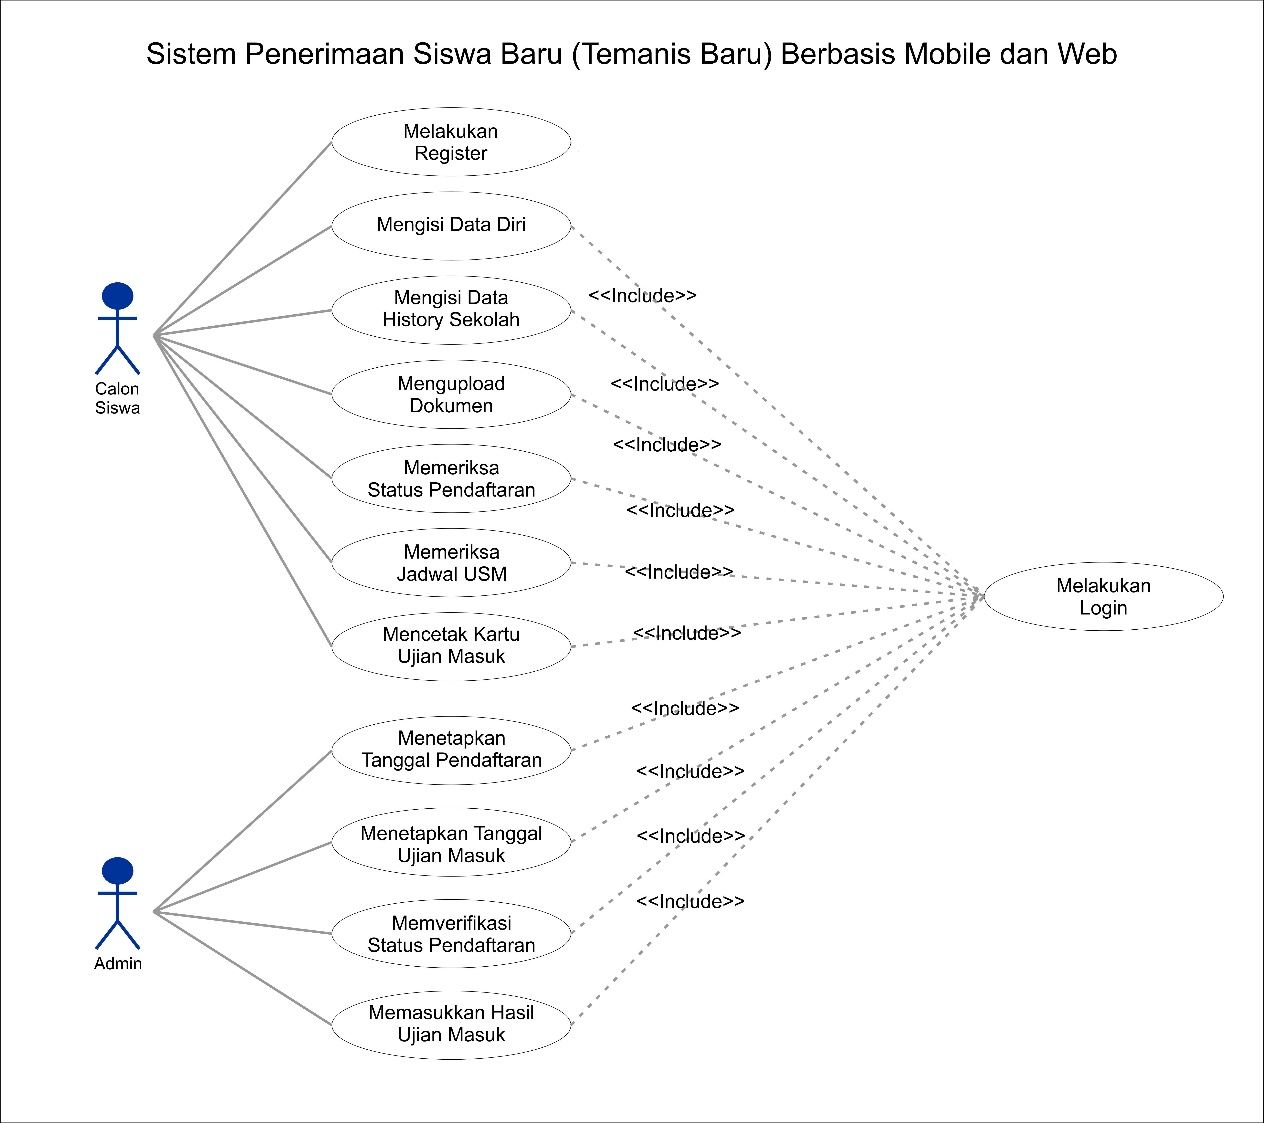 Sistem Penerimaan Siswa Baru (Temanis Baru) Berbasis Mobile dan Web
Melakukan
Register
Mengisi Data Diri
<<Include>>
Mengisi Data
History Sekolah
<<Include>>
Mengupload
Dokumen
<<Include>>
Calon
Siswa
Memeriksa
Status Pendaftaran
<<Include>>
Memeriksa
Jadwal USM
<<Include>>
Mencetak Kartu
Ujian Masuk
<<Include>>
Melakukan
Login
Menetapkan
Tanggal Pendaftaran
<<Include>>
Menetapkan Tanggal
Ujian Masuk
<<Include>>
Memverifikasi
Status Pendaftaran
<<Include>>
Admin
Memasukkan Hasil
Ujian Masuk
<<Include>>